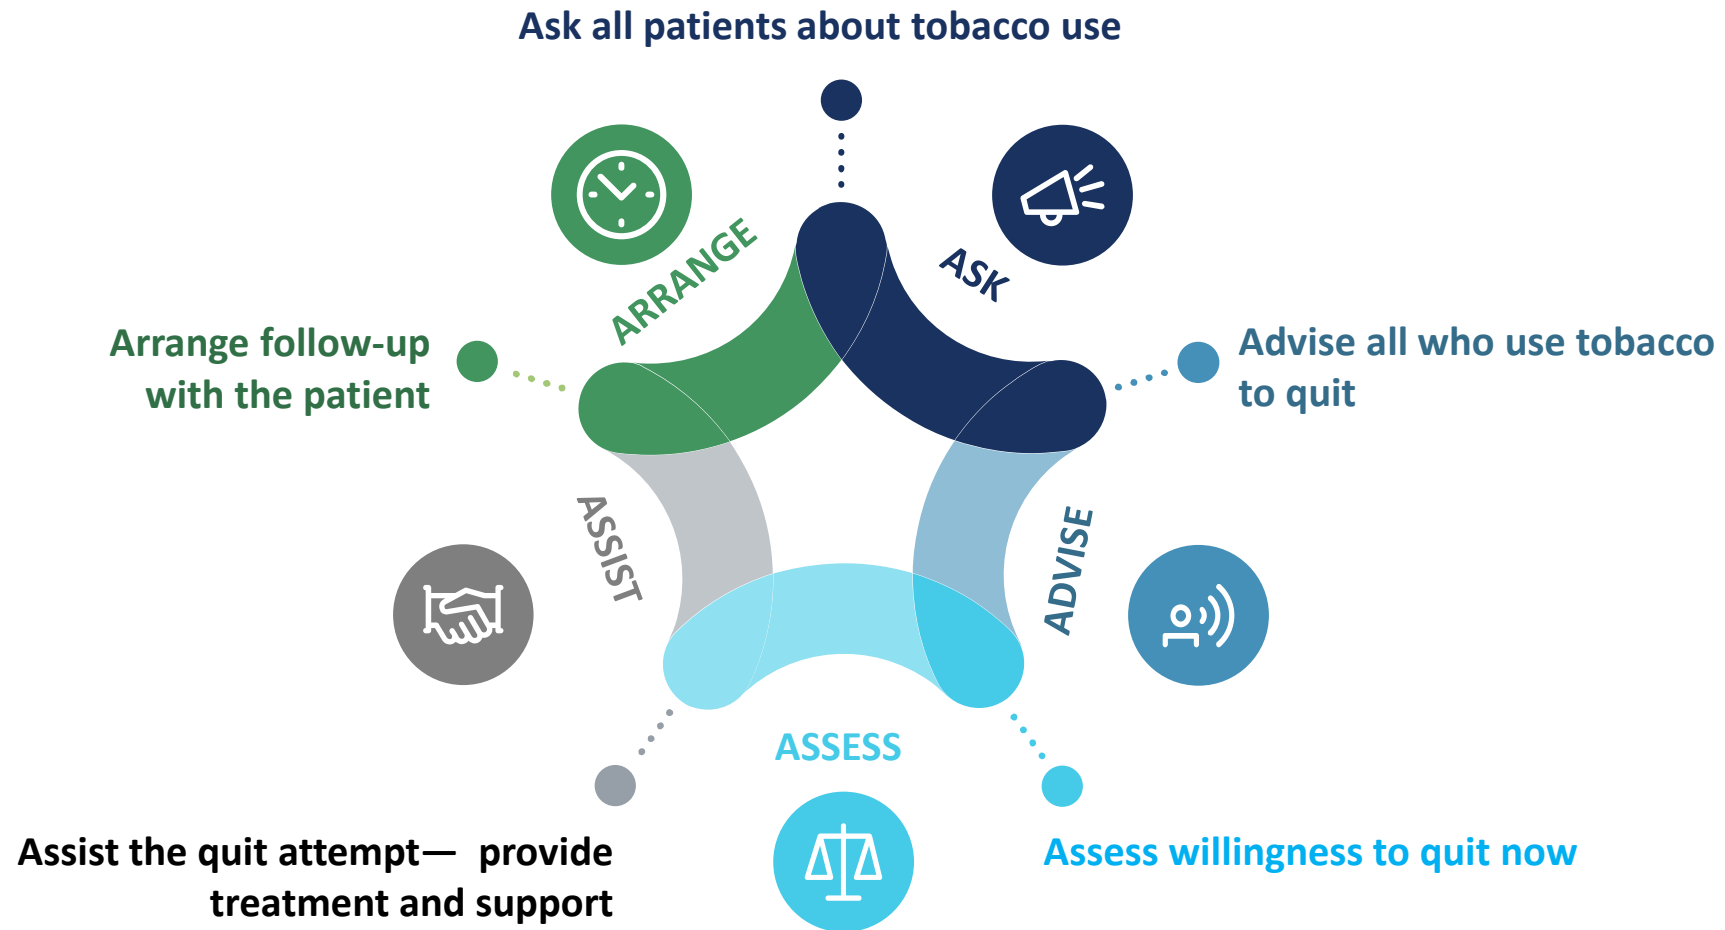 Ask all patients about tobacco use
ASK
Advise all who use tobacco
to quit
ADVISE
Assess willingness to quit now
ASSESS
Assist the quit attempt— provide
treatment and support
ASSIST
Arrange follow-up
with the patient
ARRANGE